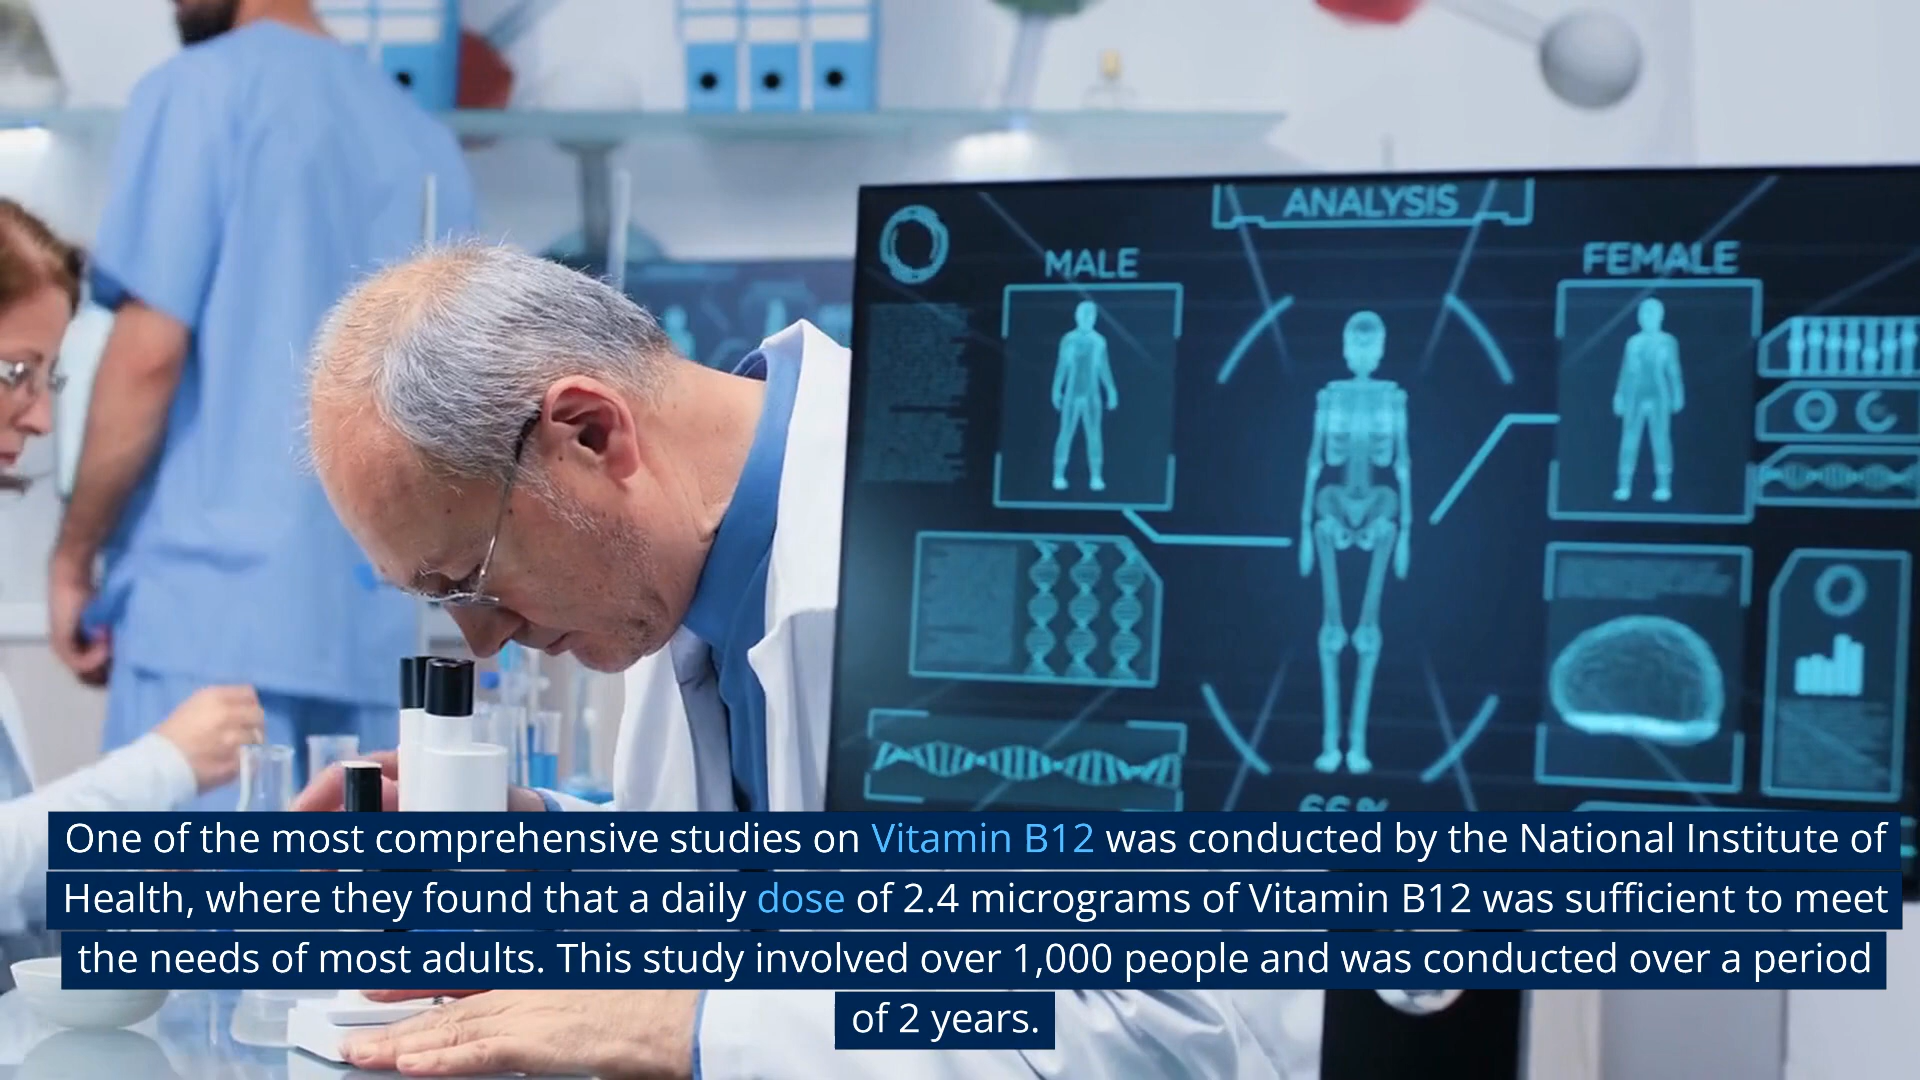 ANALYSIS
MALE
FEMALE
66%
One of the most comprehensive studies on Vitamin B12 was conducted by the National Institute of
Health, where they found that a daily dose of 2.4 micrograms of Vitamin B12 was sufficient to meet
the needs of most adults. This study involved over 1,000 people and was conducted over a period
of 2 years.